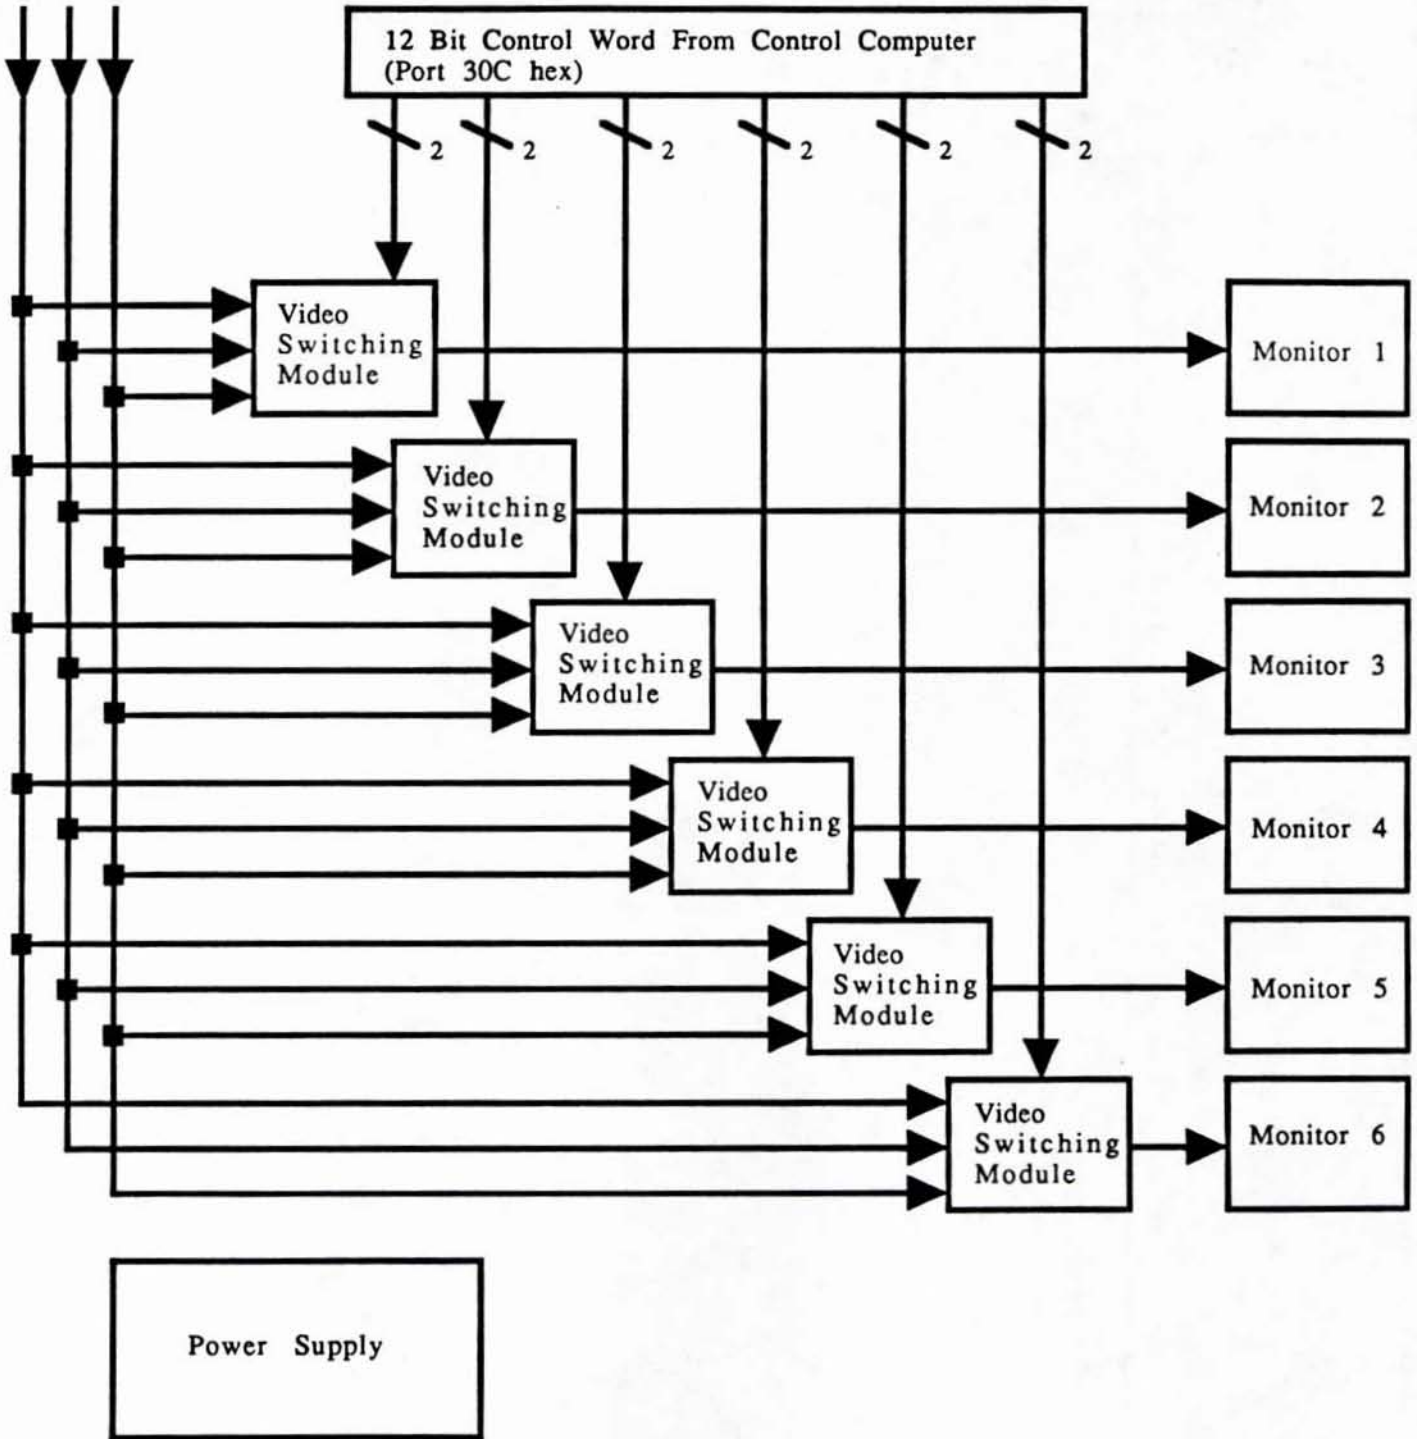 12 Bit Control Word From Control Computer
(Port 30C hex)
2
2
2
2
2
2
Video
Switching
Module
Monitor 1
Video
Switching
Module
Monitor 2
Video
Switching
Module
Monitor 3
Video
Switching
Module
Monitor 4
Video
Switching
Module
Monitor 5
Video
Switching
Module
Monitor 6
Power Supply